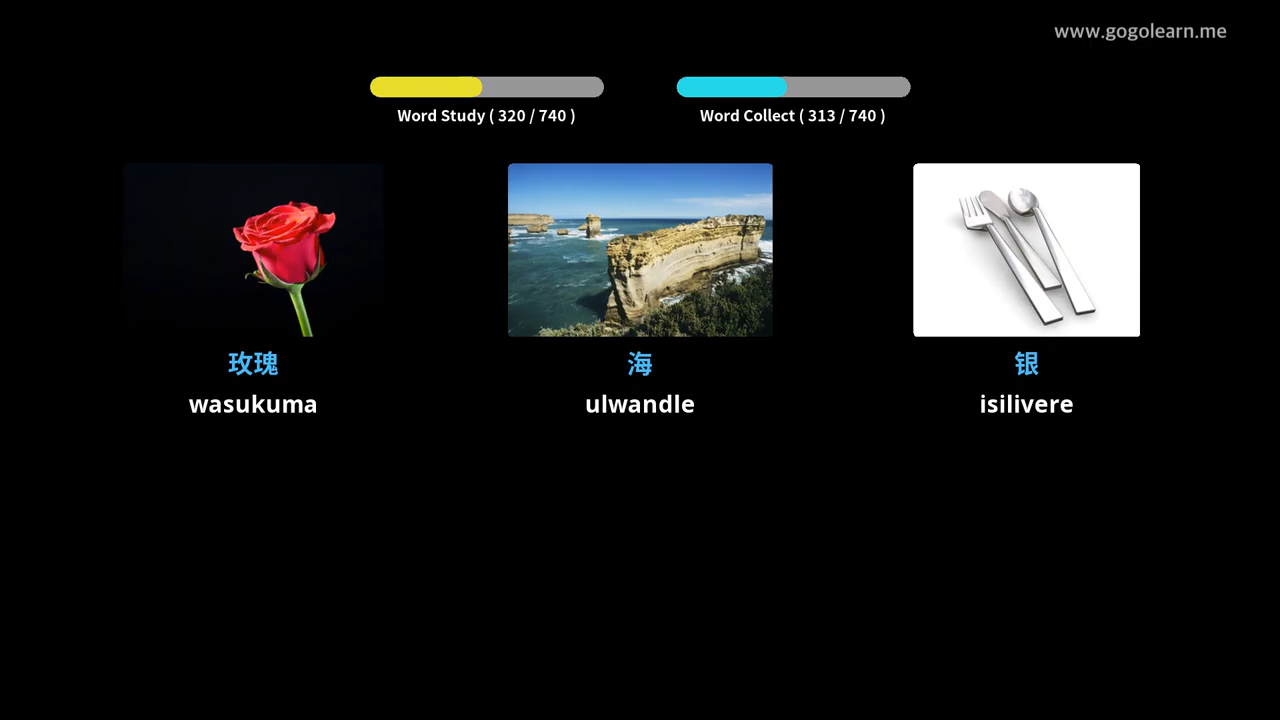 www.gogolearn.me
Word Study ( 320 / 740 )
Word Collect ( 313 / 740 )
玫瑰
海
银
wasukuma
ulwandle
isilivere